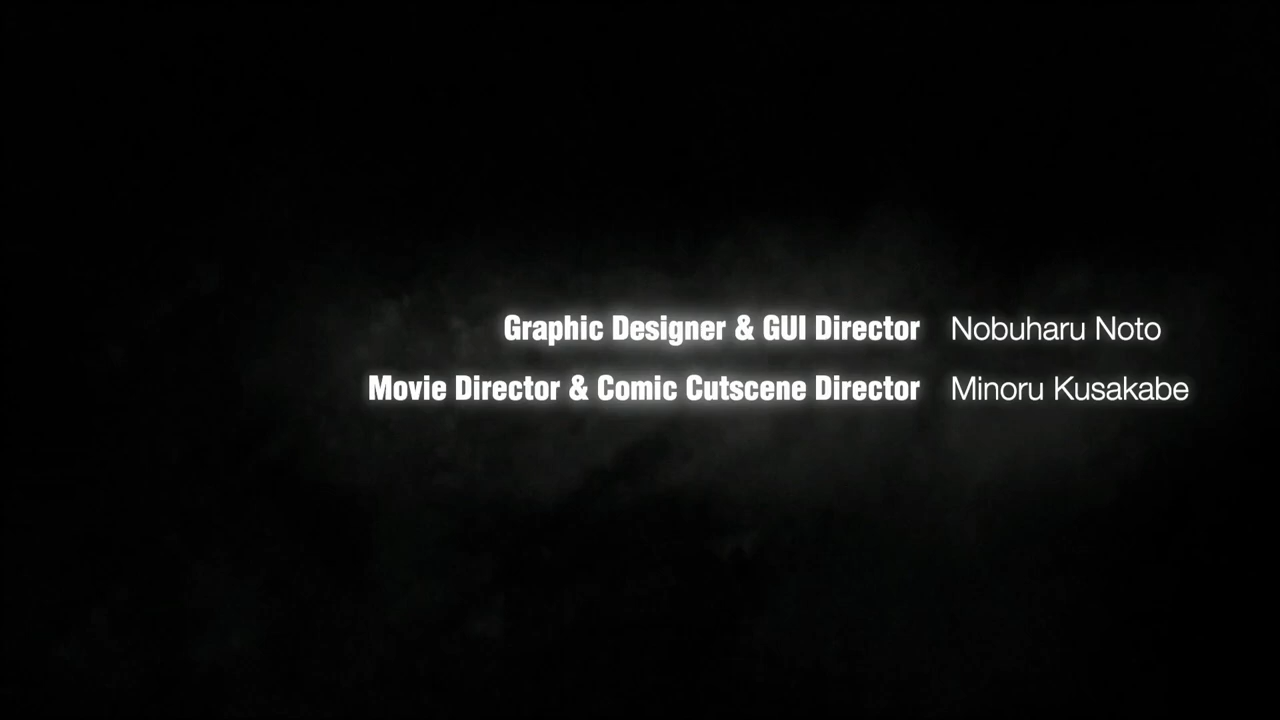 Graphic Designer & GUI Director Nobuharu Noto
Movie Director & Comic Cutscene Director Minoru Kusakabe